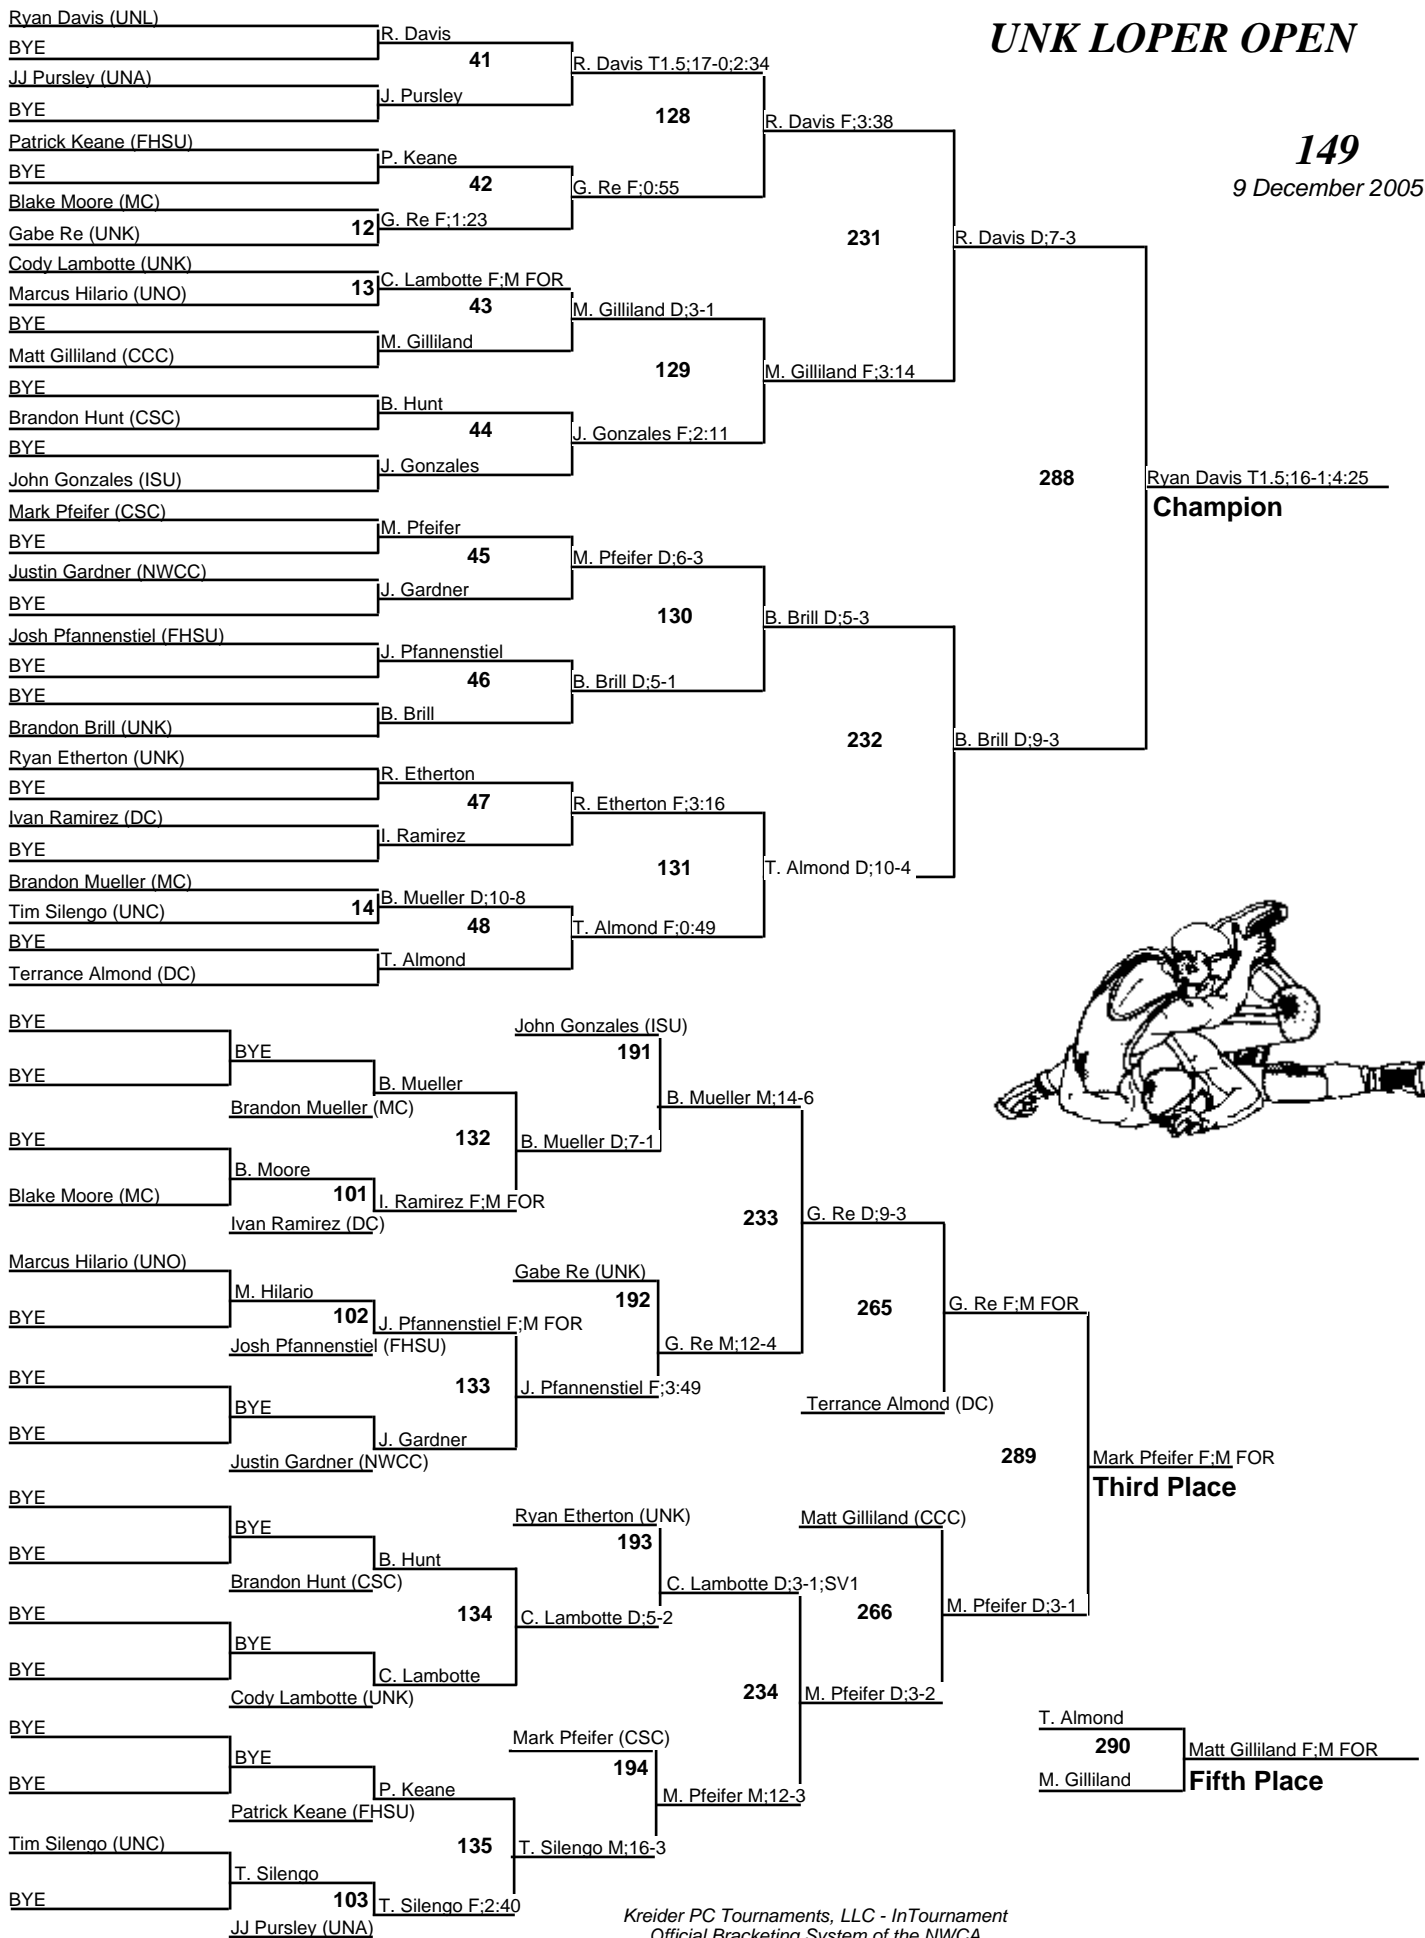 UNK LOPER OPEN
149
9 December 2005
Ryan Davis (UNL)
BYE
JJ Pursley (UNA)
BYE
Patrick Keane (FHSU)
BYE
Blake Moore (MC)
Gabe Re (UNK)
12
Cody Lambotte (UNK)
Marcus Hilario (UNO)
13
BYE
Matt Gilliland (CCC)
BYE
Brandon Hunt (CSC)
BYE
John Gonzales (ISU)
Mark Pfeifer (CSC)
BYE
Justin Gardner (NWCC)
BYE
Josh Pfannenstiel (FHSU)
BYE
BYE
Brandon Brill (UNK)
Ryan Etherton (UNK)
BYE
Ivan Ramirez (DC)
BYE
Brandon Mueller (MC)
Tim Silengo (UNC)
14
BYE
Terrance Almond (DC)
R. Davis
41
J. Pursley
P. Keane
42
G. Re F;1:23
C. Lambotte F;M FOR
43
M. Gilliland
B. Hunt
44
J. Gonzales
M. Pfeifer
45
J. Gardner
J. Pfannenstiel
46
B. Brill
R. Etherton
47
I. Ramirez
B. Mueller D;10-8
48
T. Almond
R. Davis T1.5;17-0;2:34
128
G. Re F;0:55
M. Gilliland D;3-1
129
J. Gonzales F;2:11
M. Pfeifer D;6-3
130
B. Brill D;5-1
R. Etherton F;3:16
131
T. Almond F;0:49
R. Davis F;3:38
231
M. Gilliland F;3:14
B. Brill D;5-3
232
T. Almond D;10-4
R. Davis D;7-3
288
B. Brill D;9-3
Ryan Davis T1.5;16-1;4:25
Champion
BYE
BYE
BYE
Blake Moore (MC)
Marcus Hilario (UNO)
BYE
BYE
BYE
BYE
BYE
BYE
BYE
BYE
BYE
Tim Silengo (UNC)
BYE
BYE
Brandon Mueller (MC)
B. Moore
101
Ivan Ramirez (DC)
M. Hilario
102
Josh Pfannenstiel (FHSU)
BYE
Justin Gardner (NWCC)
BYE
Brandon Hunt (CSC)
BYE
Cody Lambotte (UNK)
BYE
Patrick Keane (FHSU)
T. Silengo
103
JJ Pursley (UNA)
B. Mueller
132
I. Ramirez F;M FOR
J. Pfannenstiel F;M FOR
133
J. Gardner
B. Hunt
134
C. Lambotte
P. Keane
135
T. Silengo F;2:40
John Gonzales (ISU)
191
B. Mueller D;7-1
Gabe Re (UNK)
192
J. Pfannenstiel F;3:49
Ryan Etherton (UNK)
193
C. Lambotte D;5-2
Mark Pfeifer (CSC)
194
T. Silengo M;16-3
B. Mueller M;14-6
233
G. Re M;12-4
C. Lambotte D;3-1;SV1
234
M. Pfeifer M;12-3
G. Re D;9-3
265
Terrance Almond (DC)
Matt Gilliland (CCC)
266
M. Pfeifer D;3-2
G. Re F;M FOR
289
M. Pfeifer D;3-1
Mark Pfeifer F;M FOR
Third Place
T. Almond
290
M. Gilliland
Matt Gilliland F;M FOR
Fifth Place
Kreider PC Tournaments, LLC - InTournament
Official Bracketing System of the NWCA